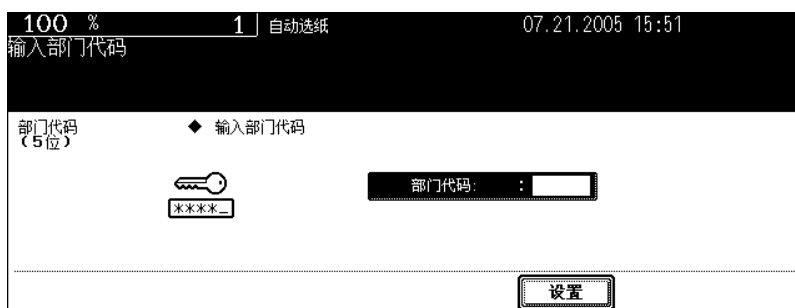 100 % 1 自动选纸 07.21.2005 15:51
输入部门代码
部门代码 ◆ 输入部门代码
(5位)
部门代码: :
****_
设置